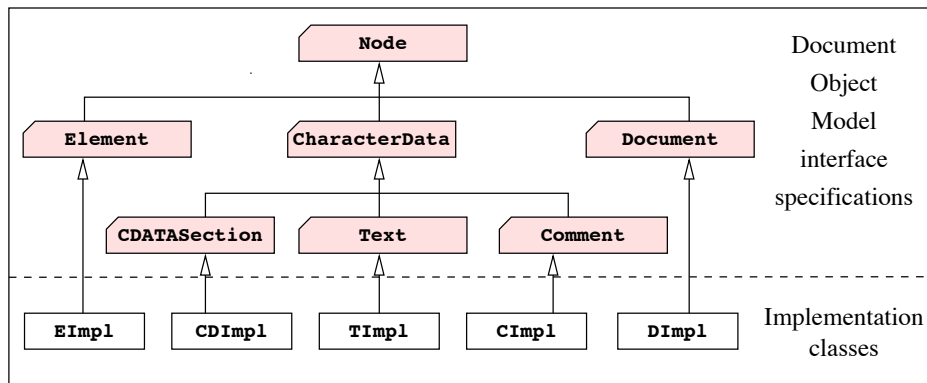 Node
Document
Object
Model
interface
specifications
Element
CharacterData
Document
CDATASection
Text
Comment
EImpl
CDImpl
TImpl
CImpl
DImpl
Implementation
classes